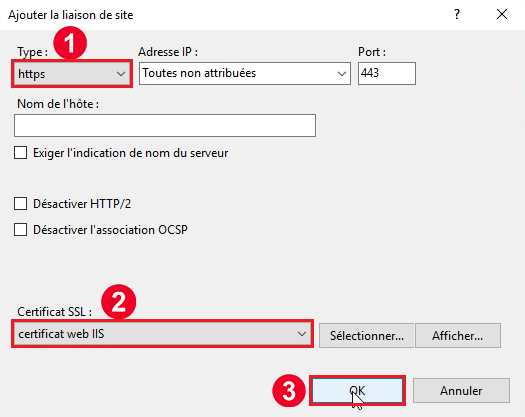 Ajouter la liaison de site ? ×
1
Type : Adresse IP : Port :
https Toutes non attribuées 443
Nom de l'hôte :
Exiger l'indication de nom du serveur
Désactiver HTTP/2
Désactiver l'association OCSP
2
Certificat SSL :
certificat web IIS Sélectionner... Afficher...
3 OK Annuler